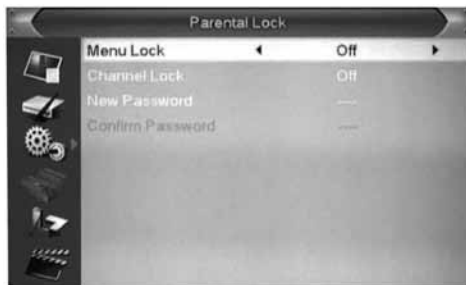 Parental Lock
Menu Lock Off
Channel Lock Off
New Password ----
Confirm Password ----